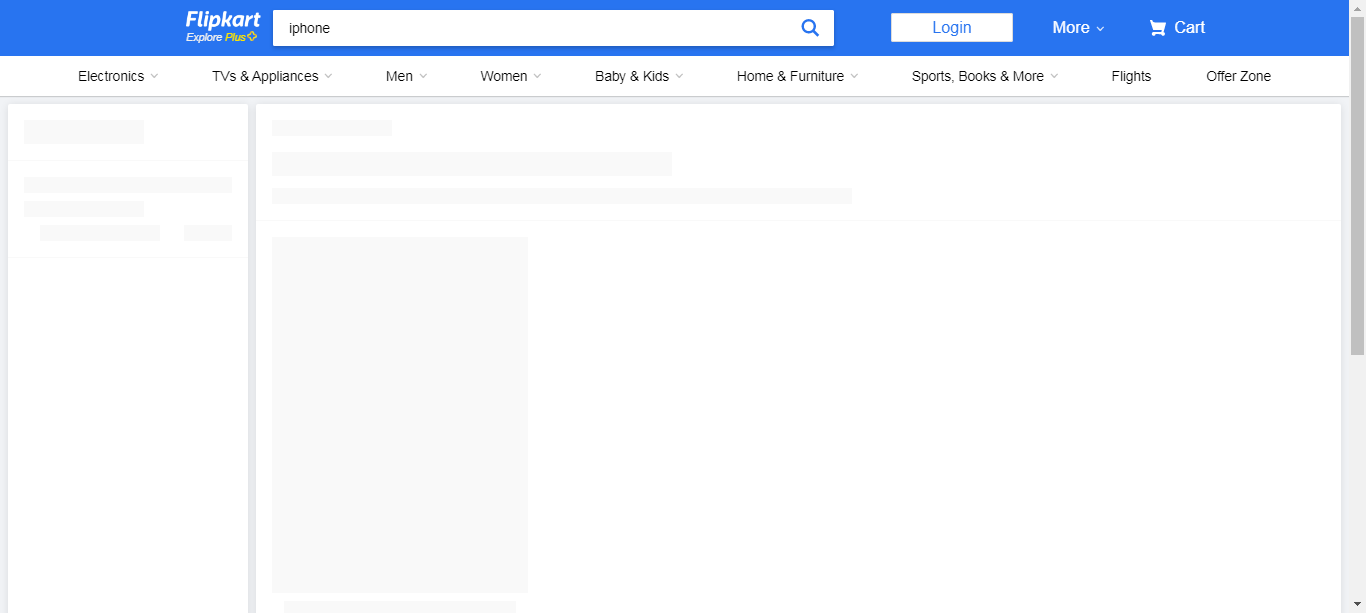 Flipkart
Explore Plus
iphone
Login
More
Cart
Electronics
TVs & Appliances
Men
Women
Baby & Kids
Home & Furniture
Sports, Books & More
Flights
Offer Zone